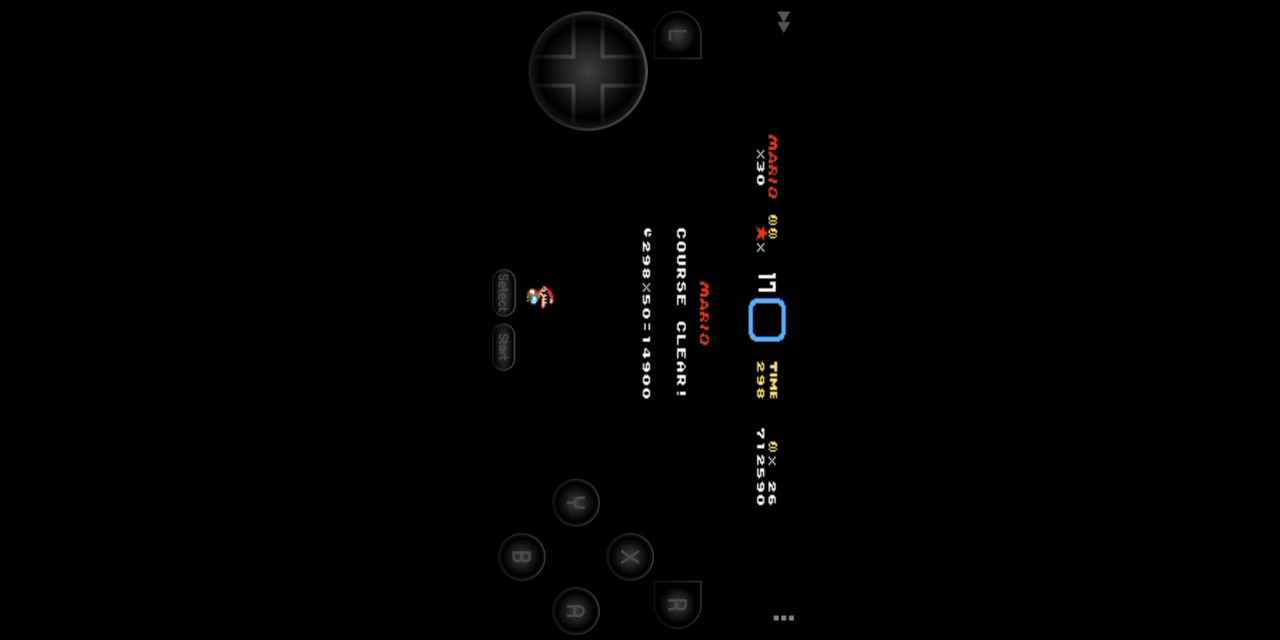 MARIO
×30
×
17
TIME
298
× 26
712590
MARIO
COURSE CLEAR!
298×50=14900
L
R
X
Y
A
B
Select
Start